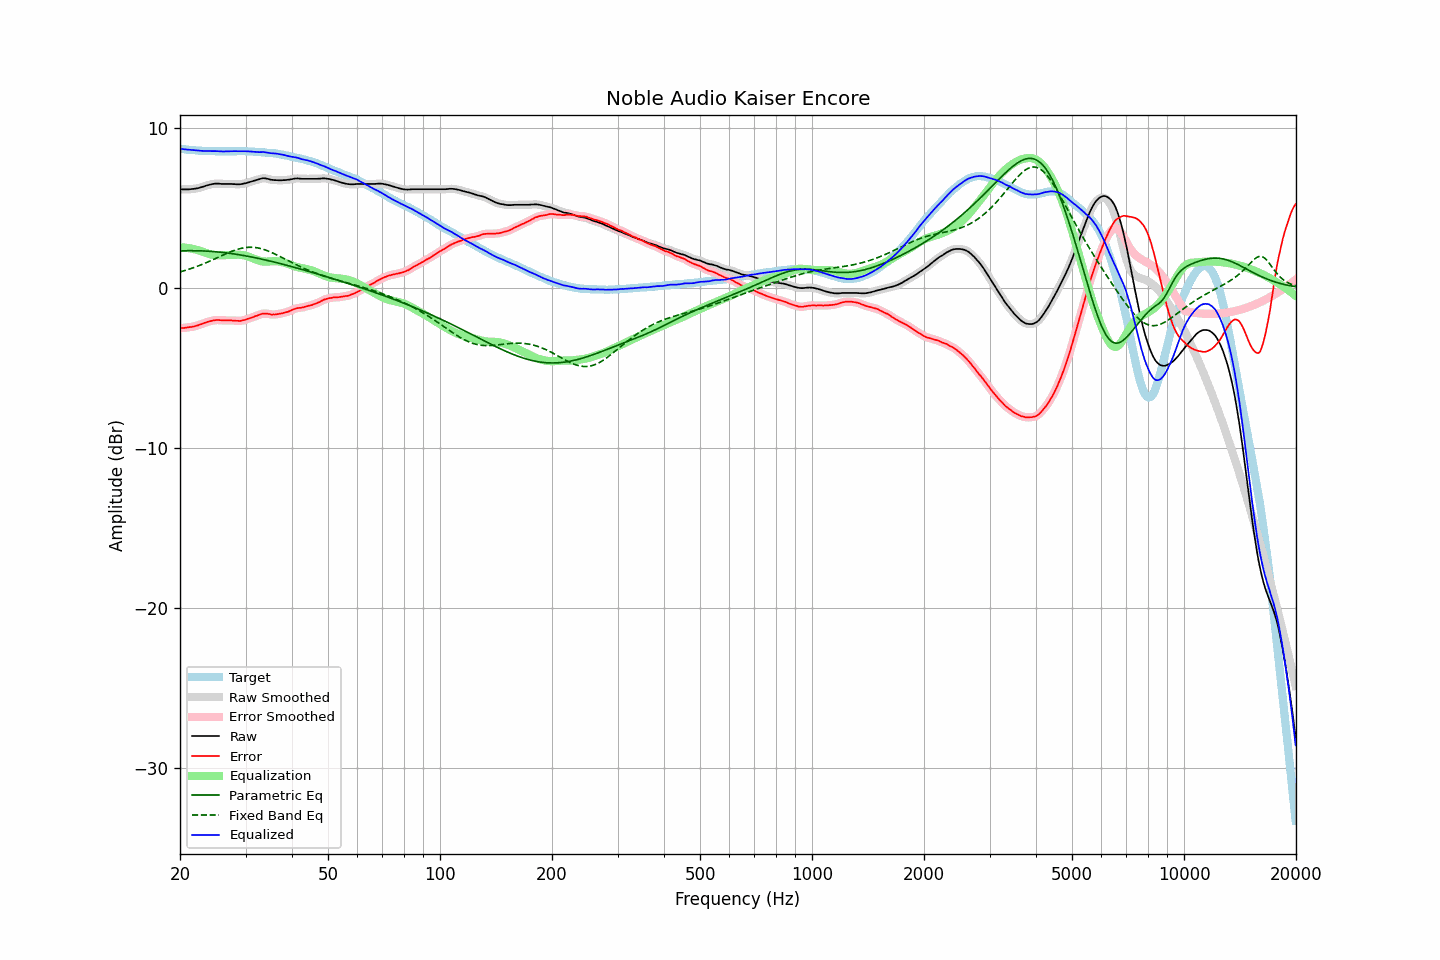 Noble Audio Kaiser Encore
10
0
−10
−20
−30
Amplitude (dBr)
Target
Raw Smoothed
Error Smoothed
Raw
Error
Equalization
Parametric Eq
Fixed Band Eq
Equalized
20 50 100 200 500 1000 2000 5000 10000 20000
Frequency (Hz)